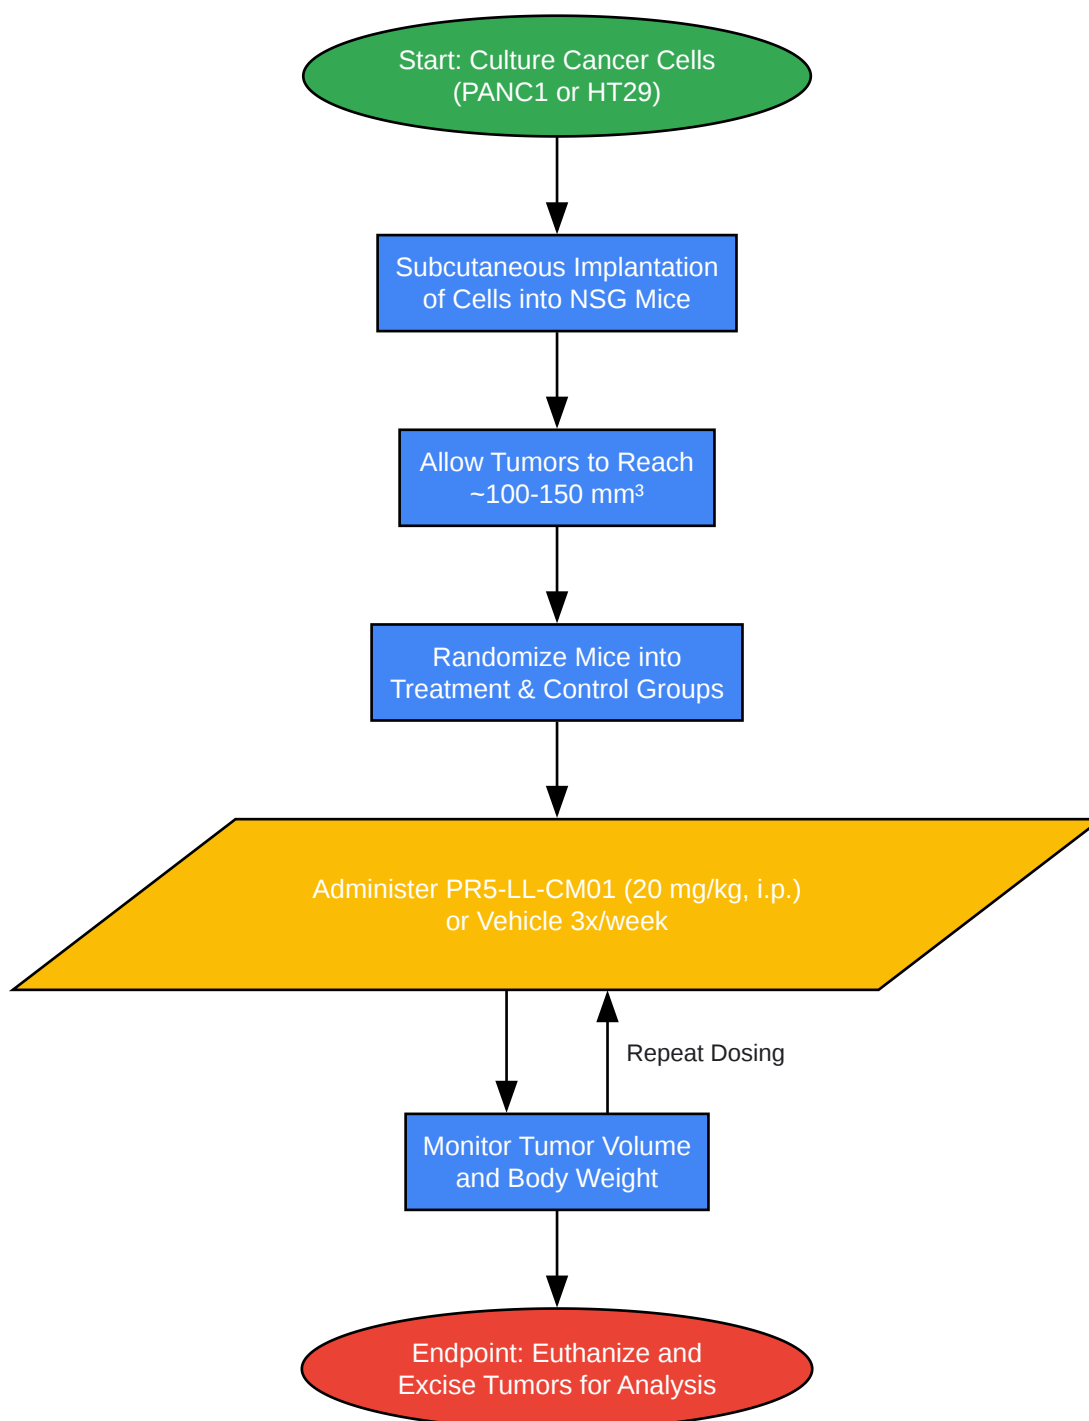 Start: Culture Cancer Cells
(PANC1 or HT29)
Subcutaneous Implantation
of Cells into NSG Mice
Allow Tumors to Reach
~100-150 mm³
Randomize Mice into
Treatment & Control Groups
Administer PR5-LL-CM01 (20 mg/kg, i.p.)
or Vehicle 3x/week
Repeat Dosing
Monitor Tumor Volume
and Body Weight
Endpoint: Euthanize and
Excise Tumors for Analysis